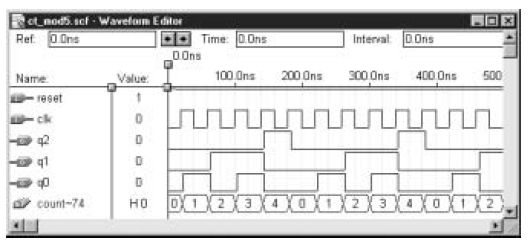 ct_mod5.scf - Waveform Editor
Ref: 0.0ns Time: 0.0ns Interval: 0.0ns
0.0ns
Name: Value: 100.0ns 200.0ns 300.0ns 400.0ns 500
reset 1
clk 0
q2 0
q1 0
q0 0
count~74 H 0 0 1 2 3 4 0 1 2 3 4 0 1 2